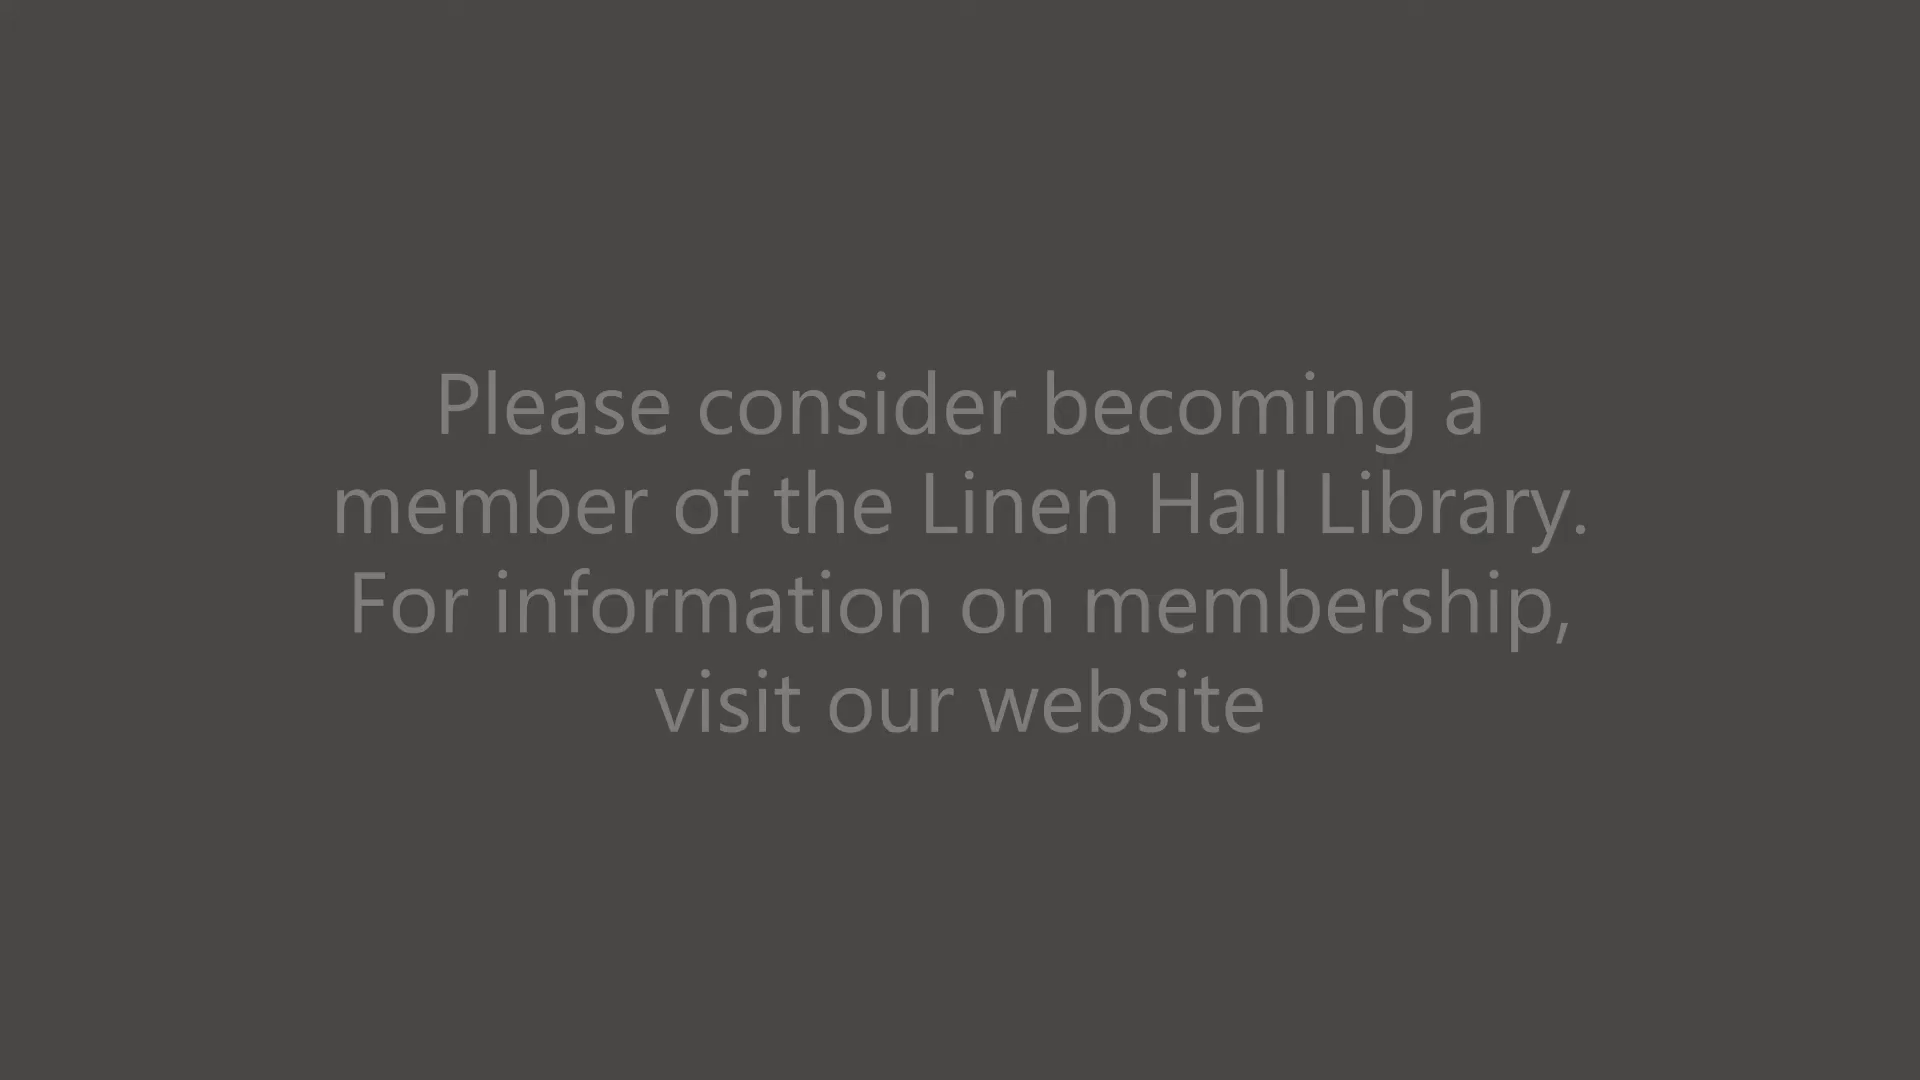 Please consider becoming a
member of the Linen Hall Library.
For information on membership,
visit our website